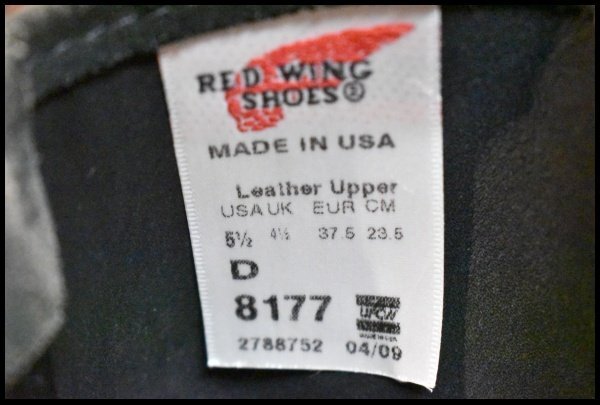 RED WING
SHOES®
MADE IN USA
Leather Upper
USA UK EUR CM
5½ 4½ 37.5 23.5
D
8177
UFCW
2788752 04/09